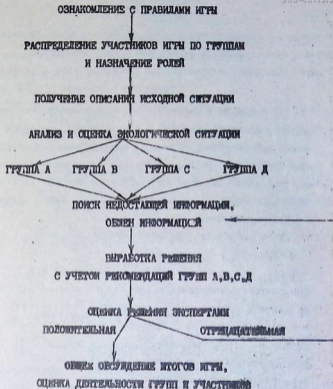 ОЗНАКОМЛЕНИЕ С ПРАВИЛАМИ ИГРЫ
РАСПРЕДЕЛЕНИЕ УЧАСТНИКОВ ИГРЫ ПО ГРУППАМ
И НАЗНАЧЕНИЕ РОЛЕЙ
ПОЛУЧЕНИЕ ОПИСАНИЯ ИСХОДНОЙ СИТУАЦИИ
АНАЛИЗ И ОЦЕНКА ЭКОЛОГИЧЕСКОЙ СИТУАЦИИ
ГРУППА А ГРУППА В ГРУППА С ГРУППА Д
ПОИСК НЕДОСТАЮЩЕЙ ИНФОРМАЦИИ,
ОБМЕН ИНФОРМАЦИЕЙ
ВЫРАБОТКА РЕШЕНИЯ
С УЧЕТОМ РЕКОМЕНДАЦИЙ ГРУПП А,В,С,Д
ОЦЕНКА РЕШЕНИЯ ЭКСПЕРТАМИ
ПОЛОЖИТЕЛЬНАЯ ОТРИЦАТЕЛЬНАЯ
ОБЩЕЕ ОБСУЖДЕНИЕ ИТОГОВ ИГРЫ,
ОЦЕНКА ДЕЯТЕЛЬНОСТИ ГРУПП И УЧАСТНИКОВ